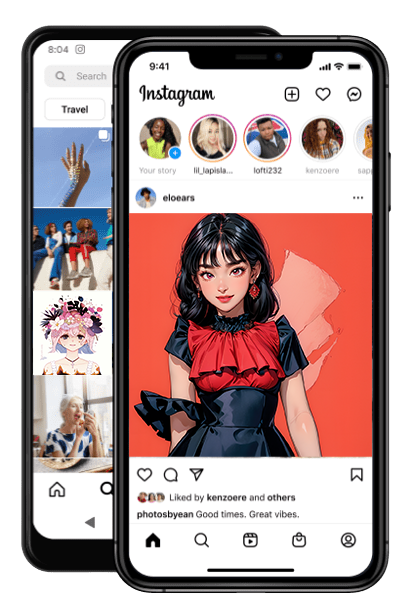 8:04
Search
Travel
9:41
Instagram
Your story
lil_lapisla...
lofti232
kenzoere
eloears
Liked by kenzoere and others
photosbyean Good times. Great vibes.